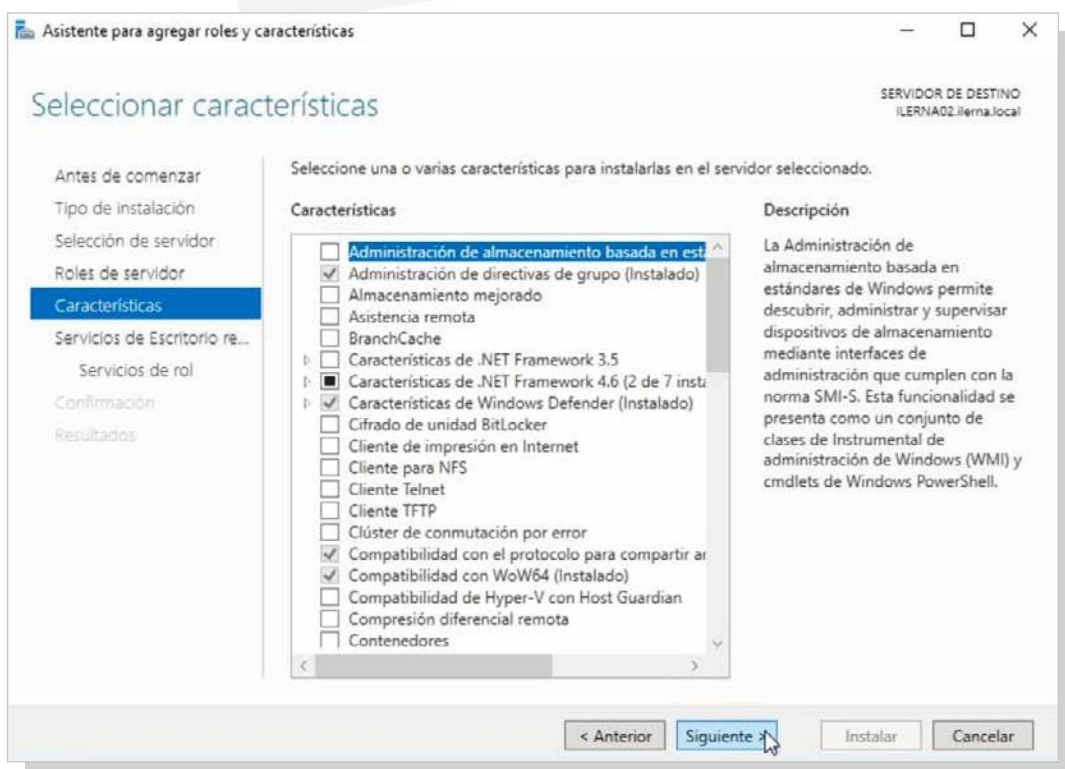 Asistente para agregar roles y características
Seleccionar características
SERVIDOR DE DESTINO
ILERNA02.ilerna.local
Antes de comenzar
Tipo de instalación
Selección de servidor
Roles de servidor
Características
Servicios de Escritorio re...
Servicios de rol
Confirmación
Resultados
Seleccione una o varias características para instalarlas en el servidor seleccionado.
Características
Administración de almacenamiento basada en está
Administración de directivas de grupo (Instalado)
Almacenamiento mejorado
Asistencia remota
BranchCache
Características de .NET Framework 3.5
Características de .NET Framework 4.6 (2 de 7 insta
Características de Windows Defender (Instalado)
Cifrado de unidad BitLocker
Cliente de impresión en Internet
Cliente para NFS
Cliente Telnet
Cliente TFTP
Clúster de conmutación por error
Compatibilidad con el protocolo para compartir ar
Compatibilidad con WoW64 (Instalado)
Compatibilidad de Hyper-V con Host Guardian
Compresión diferencial remota
Contenedores
Descripción
La Administración de
almacenamiento basada en
estándares de Windows permite
descubrir, administrar y supervisar
dispositivos de almacenamiento
mediante interfaces de
administración que cumplen con la
norma SMI-S. Esta funcionalidad se
presenta como un conjunto de
clases de Instrumental de
administración de Windows (WMI) y
cmdlets de Windows PowerShell.
< Anterior
Siguiente >
Instalar
Cancelar